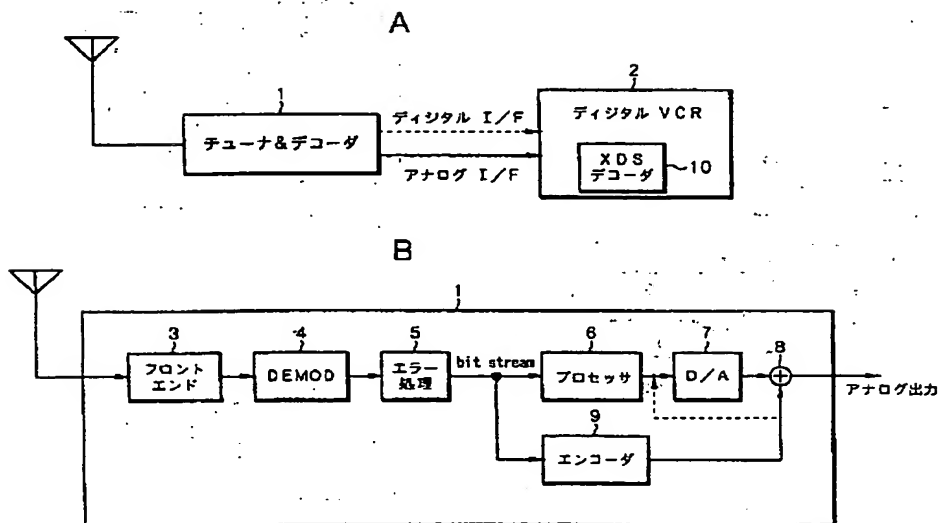 A
1
チューナ&デコーダ
ディジタル I/F
アナログ I/F
2
ディジタル VCR
XDS
デコーダ
10
B
1
3
フロント
エンド
4
DEMOD
5
エラー
処理
bit stream
6
プロセッサ
7
D/A
8
アナログ出力
9
エンコーダ